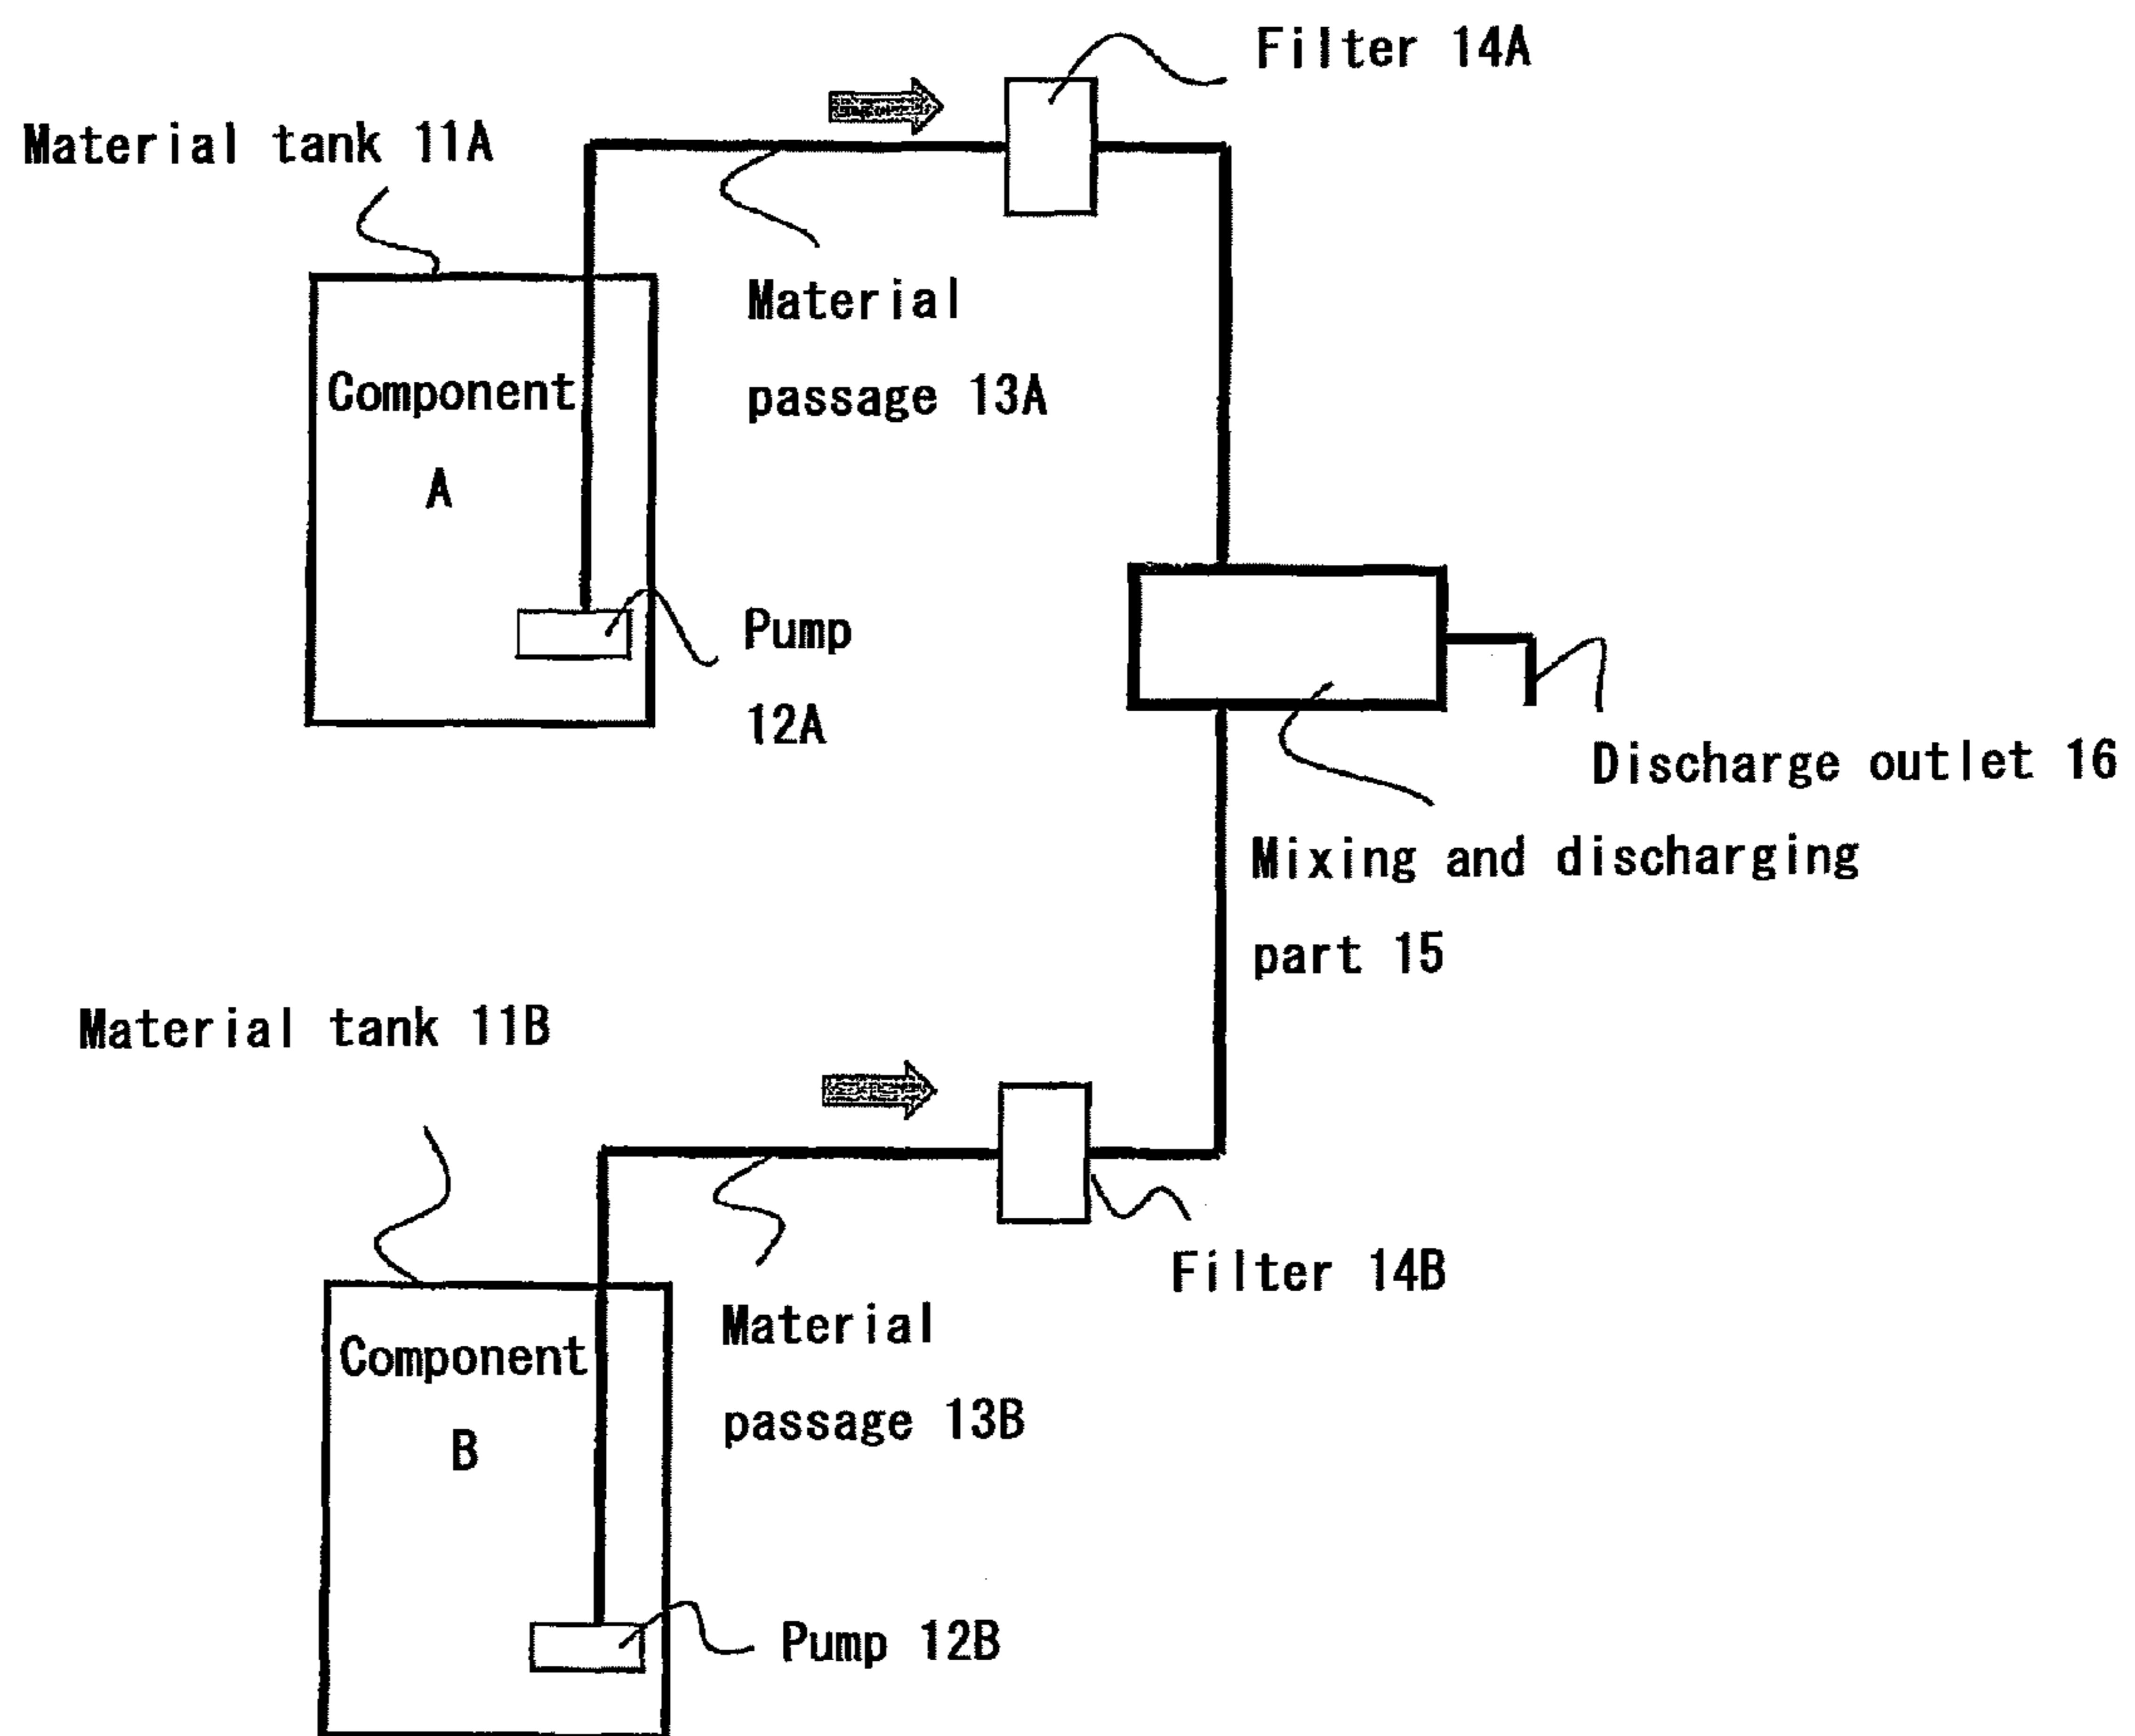 Filter 14A
Material tank 11A
Material
passage 13A
Component
A
Pump
12A
Discharge outlet 16
Mixing and discharging
part 15
Material tank 11B
Filter 14B
Material
passage 13B
Component
B
Pump 12B